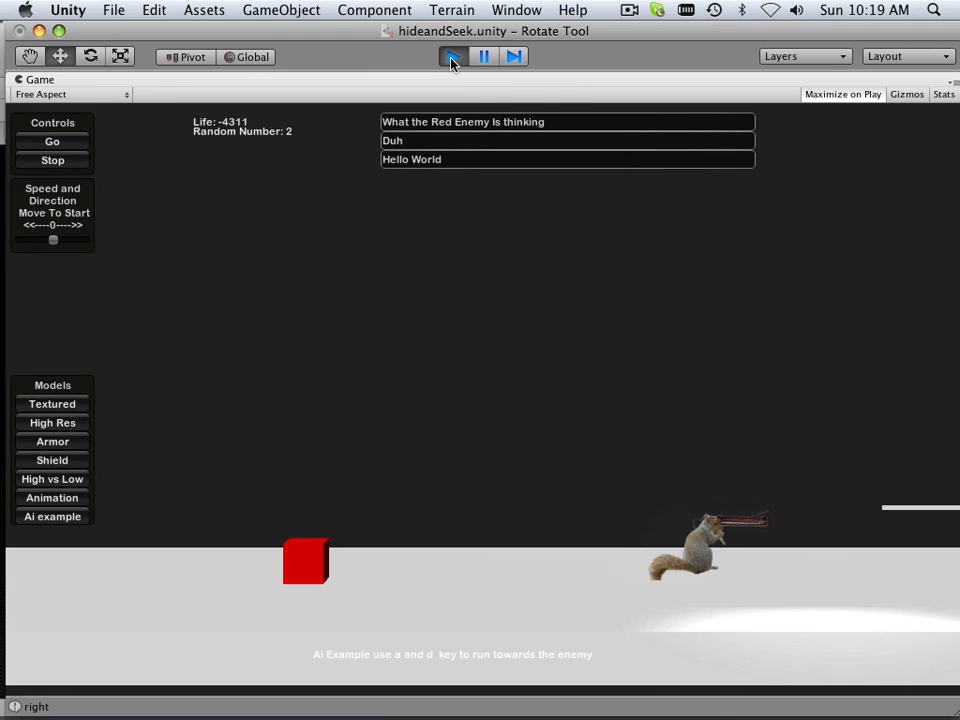 Unity File Edit Assets GameObject Component Terrain Window Help Sun 10:19 AM
hideandSeek.unity – Rotate Tool
Pivot Global Layers Layout
Game
Free Aspect Maximize on Play Gizmos Stats
Controls
Go
Stop
Speed and
Direction
Move To Start
<<----0---->>
Life: -4311
Random Number: 2
What the Red Enemy Is thinking
Duh
Hello World
Models
Textured
High Res
Armor
Shield
High vs Low
Animation
Ai example
Ai Example use a and d key to run towards the enemy
right